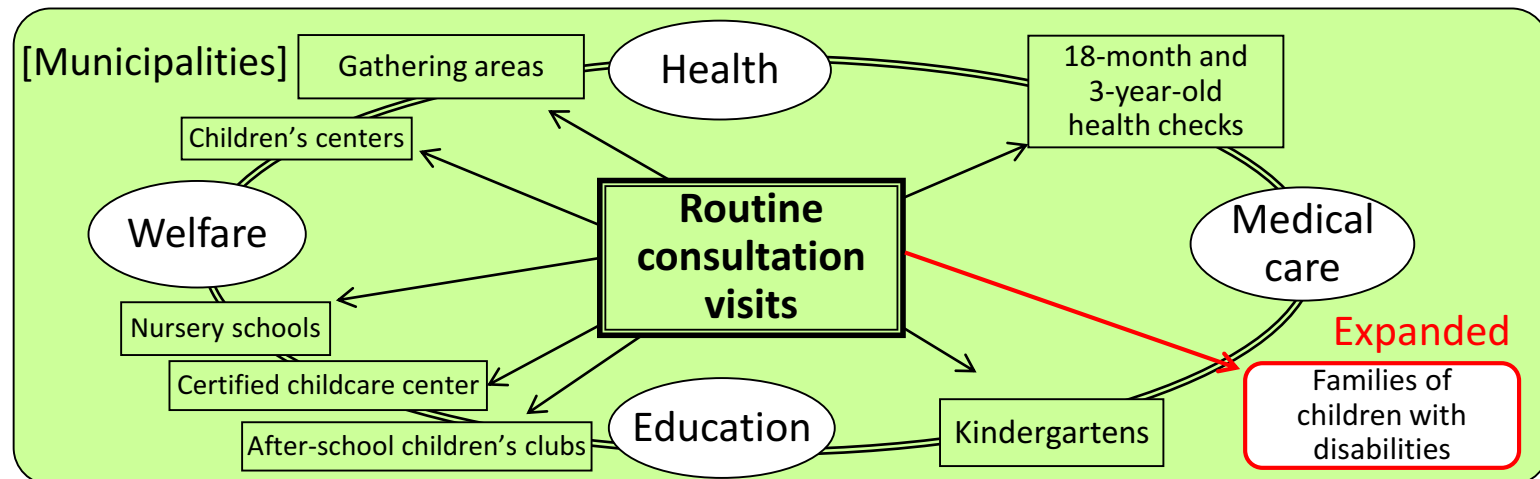 [Municipalities]
Gathering areas
Health
18-month and
3-year-old
health checks
Children's centers
Routine
consultation
visits
Welfare
Medical
care
Nursery schools
Expanded
Certified childcare center
Families of
children with
disabilities
After-school children's clubs
Education
Kindergartens